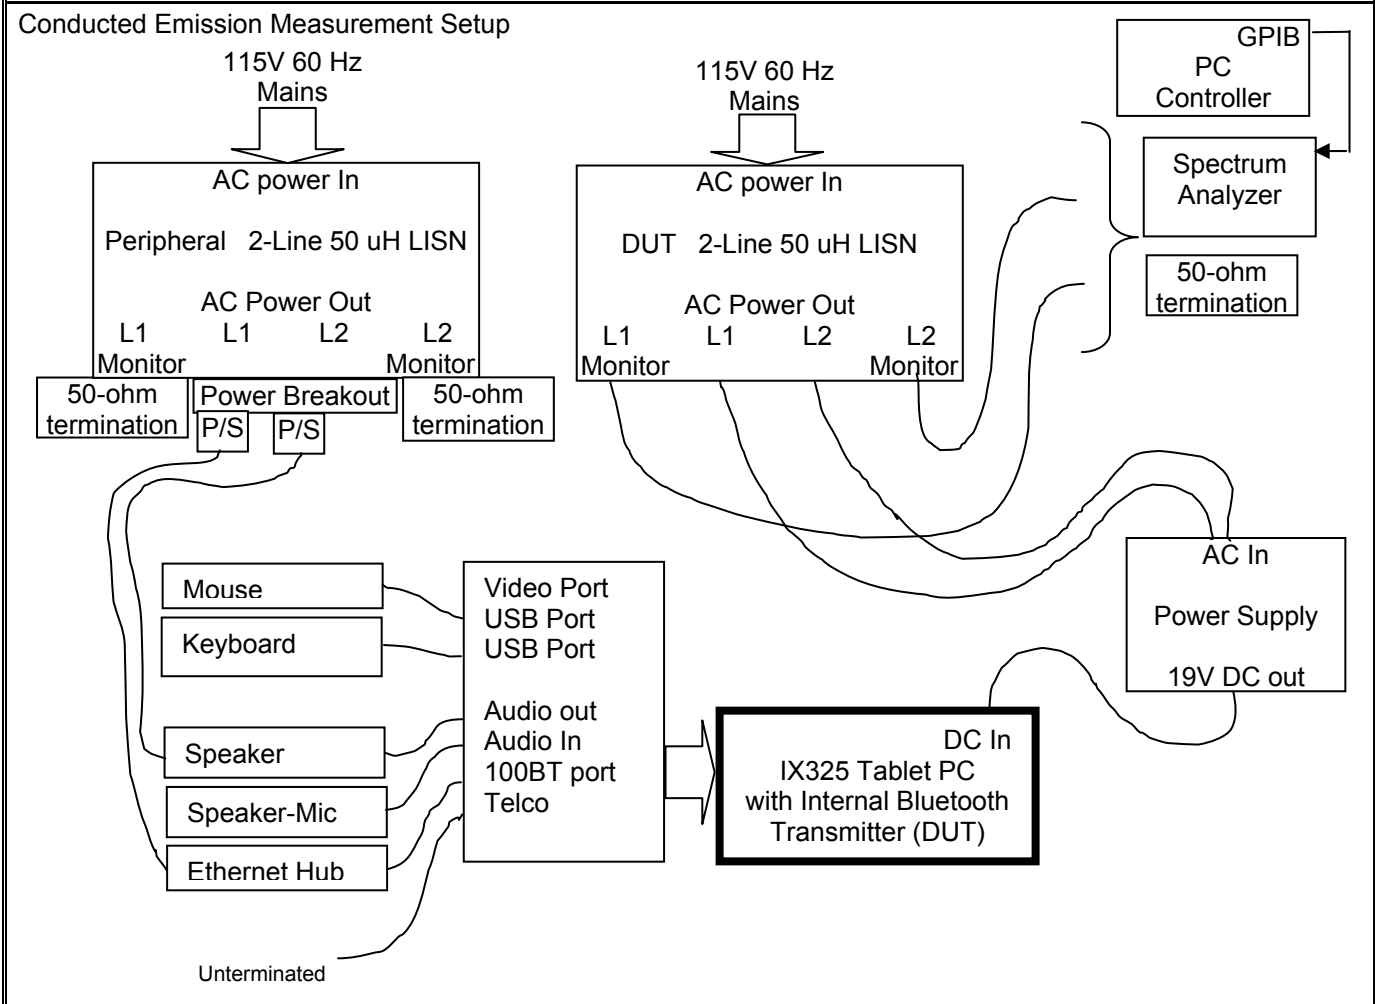 Conducted Emission Measurement Setup
115V 60 Hz
Mains
AC power In
Peripheral 2-Line 50 uH LISN
AC Power Out
L1 L1 L2 L2
Monitor Monitor
50-ohm
termination
Power Breakout
50-ohm
termination
P/S P/S
115V 60 Hz
Mains
AC power In
DUT 2-Line 50 uH LISN
AC Power Out
L1 L1 L2 L2
Monitor Monitor
GPIB
PC
Controller
Spectrum
Analyzer
50-ohm
termination
AC In
Power Supply
19V DC out
Mouse
Keyboard
Speaker
Speaker-Mic
Ethernet Hub
Unterminated
Video Port
USB Port
USB Port
Audio out
Audio In
100BT port
Telco
DC In
IX325 Tablet PC
with Internal Bluetooth
Transmitter (DUT)